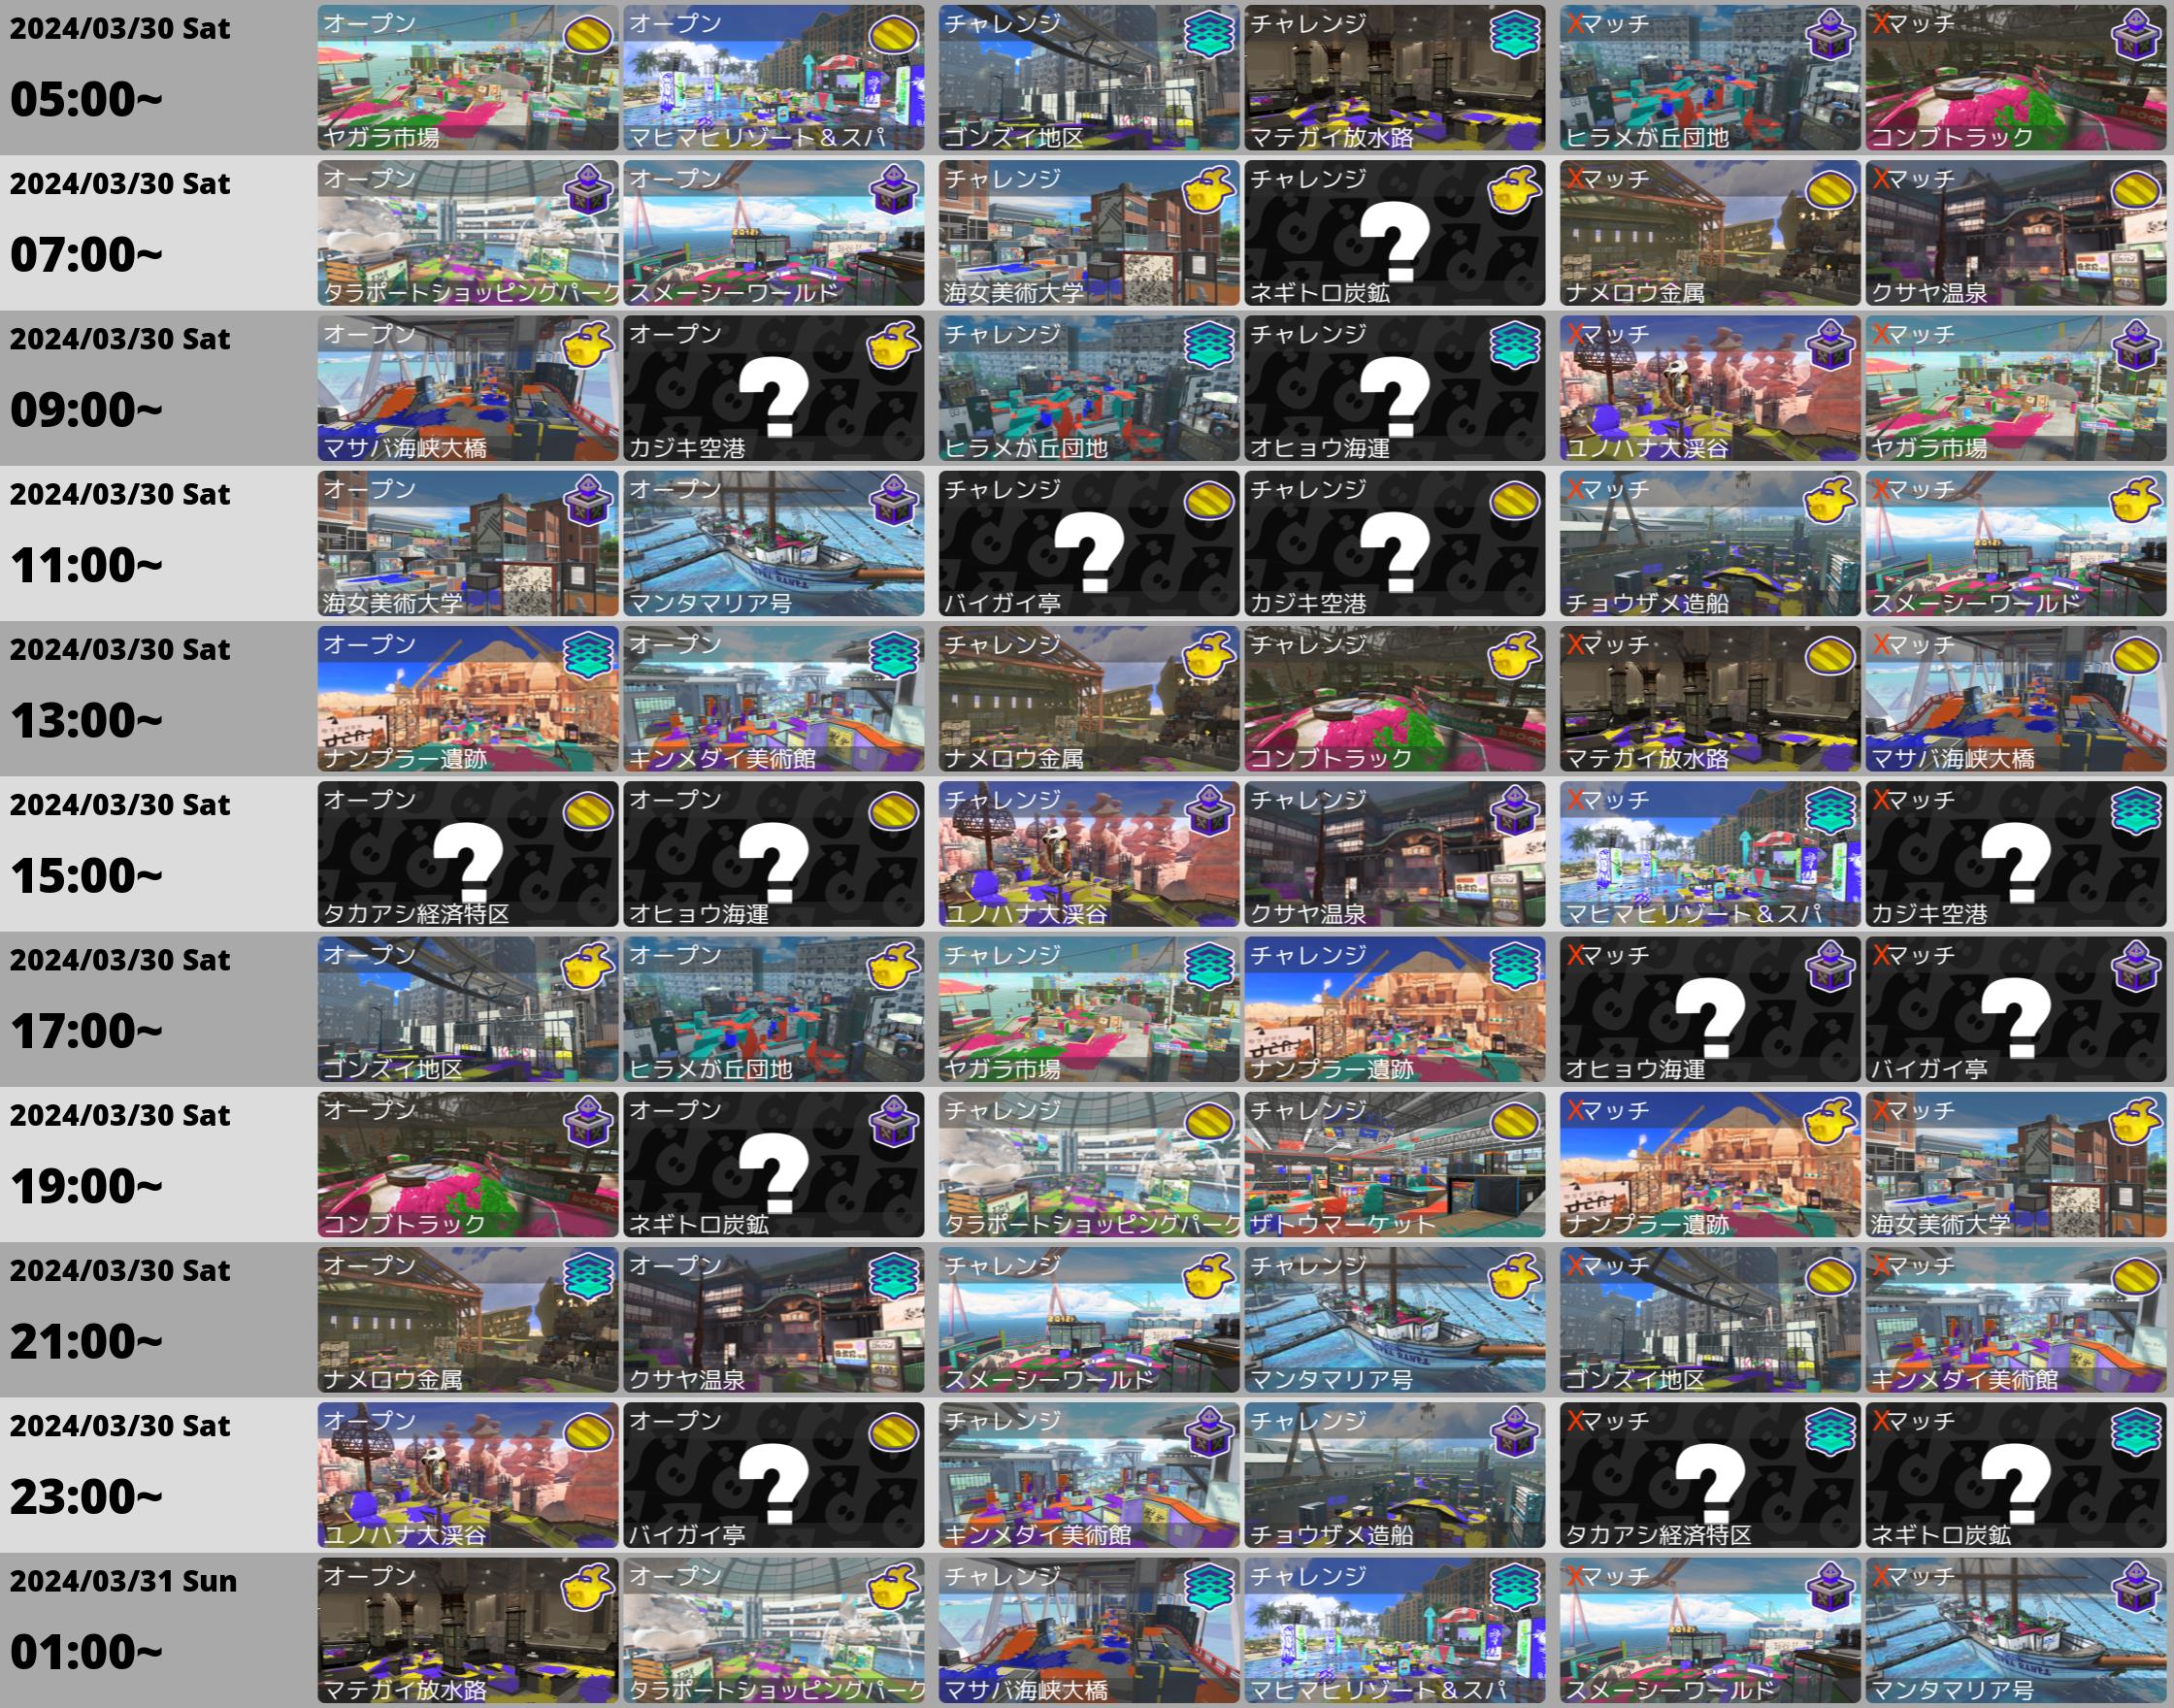 2024/03/30 Sat
05:00~
オープン
オープン
チャレンジ
チャレンジ
Xマッチ
Xマッチ
ヤガラ市場
マヒマヒリゾート＆スパ
ゴンズイ地区
マテガイ放水路
ヒラメが丘団地
コンブトラック
2024/03/30 Sat
07:00~
オープン
オープン
チャレンジ
チャレンジ
Xマッチ
Xマッチ
タラポートショッピングパーク
スメーシーワールド
海女美術大学
ネギトロ炭鉱
ナメロウ金属
クサヤ温泉
2024/03/30 Sat
09:00~
オープン
オープン
チャレンジ
チャレンジ
Xマッチ
Xマッチ
?
?
マサバ海峡大橋
カジキ空港
ヒラメが丘団地
オヒョウ海運
ユノハナ大渓谷
ヤガラ市場
2024/03/30 Sat
11:00~
オープン
オープン
チャレンジ
チャレンジ
Xマッチ
Xマッチ
?
?
海女美術大学
マンタマリア号
バイガイ亭
カジキ空港
チョウザメ造船
スメーシーワールド
2024/03/30 Sat
13:00~
オープン
オープン
チャレンジ
チャレンジ
Xマッチ
Xマッチ
ナンプラー遺跡
キンメダイ美術館
ナメロウ金属
コンブトラック
マテガイ放水路
マサバ海峡大橋
2024/03/30 Sat
15:00~
オープン
オープン
チャレンジ
チャレンジ
Xマッチ
Xマッチ
?
?
?
タカアシ経済特区
オヒョウ海運
ユノハナ大渓谷
クサヤ温泉
マヒマヒリゾート＆スパ
カジキ空港
2024/03/30 Sat
17:00~
オープン
オープン
チャレンジ
チャレンジ
Xマッチ
Xマッチ
?
?
ゴンズイ地区
ヒラメが丘団地
ヤガラ市場
ナンプラー遺跡
オヒョウ海運
バイガイ亭
2024/03/30 Sat
19:00~
オープン
オープン
チャレンジ
チャレンジ
Xマッチ
Xマッチ
?
コンブトラック
ネギトロ炭鉱
タラポートショッピングパーク
ザトウマーケット
ナンプラー遺跡
海女美術大学
2024/03/30 Sat
21:00~
オープン
オープン
チャレンジ
チャレンジ
Xマッチ
Xマッチ
ナメロウ金属
クサヤ温泉
スメーシーワールド
マンタマリア号
ゴンズイ地区
キンメダイ美術館
2024/03/30 Sat
23:00~
オープン
オープン
チャレンジ
チャレンジ
Xマッチ
Xマッチ
?
?
?
ユノハナ大渓谷
バイガイ亭
キンメダイ美術館
チョウザメ造船
タカアシ経済特区
ネギトロ炭鉱
2024/03/31 Sun
01:00~
オープン
オープン
チャレンジ
チャレンジ
Xマッチ
Xマッチ
マテガイ放水路
タラポートショッピングパーク
マサバ海峡大橋
マヒマヒリゾート＆スパ
スメーシーワールド
マンタマリア号